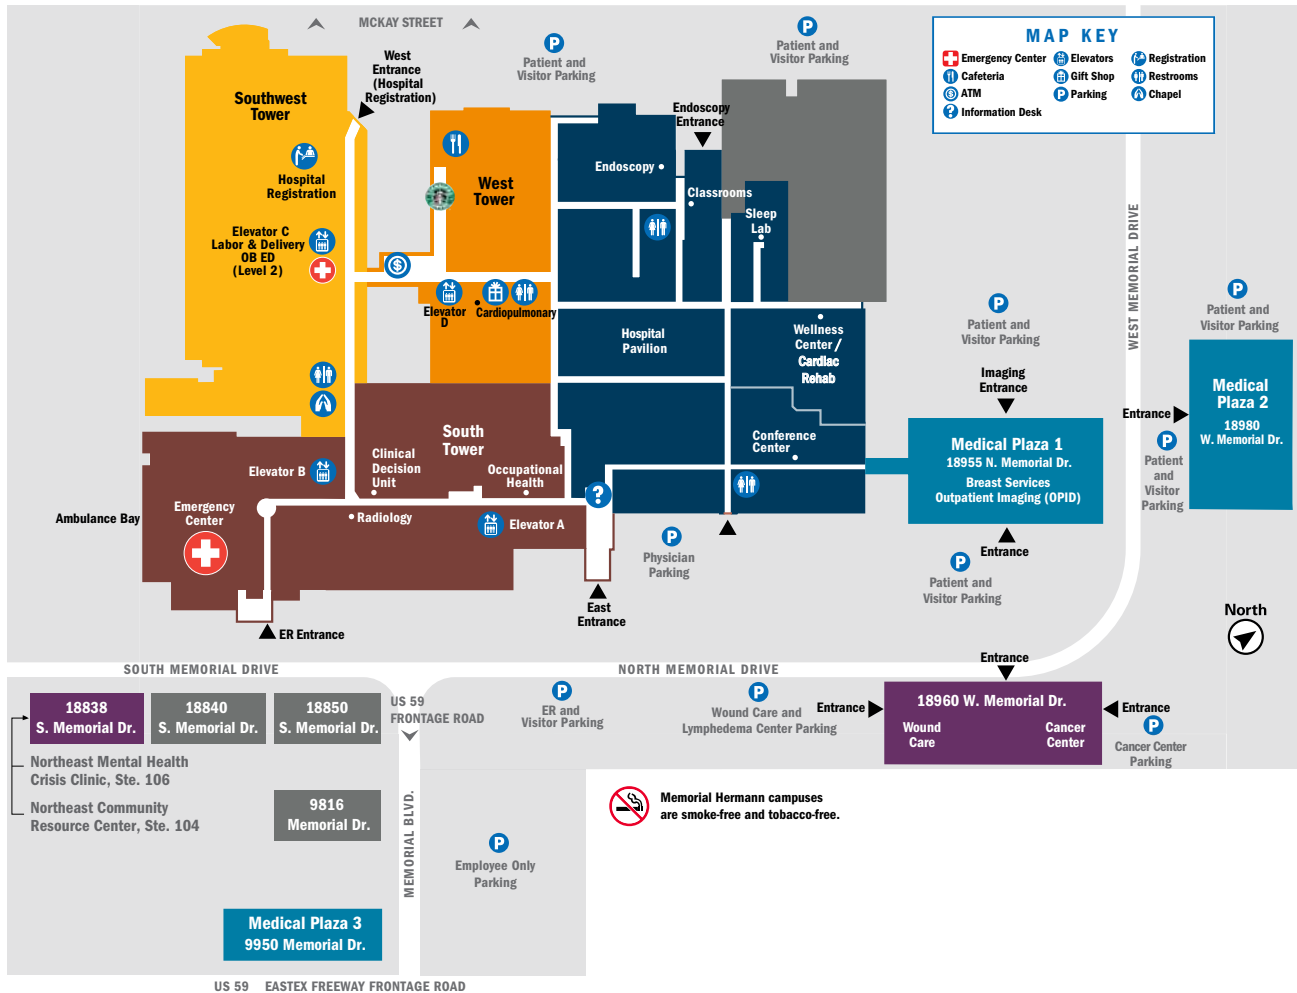 MCKAY STREET
P
Patient and
Visitor Parking
P
Patient and
Visitor Parking
MAP KEY
Emergency Center
Cafeteria
ATM
Information Desk
Elevators
Gift Shop
Parking
Registration
Restrooms
Chapel
West
Entrance
(Hospital
Registration)
Southwest
Tower
Hospital
Registration
Elevator C
Labor & Delivery
OB ED
(Level 2)
West
Tower
Elevator
D
Cardiopulmonary
Endoscopy
Entrance
Endoscopy
Classrooms
Sleep
Lab
Hospital
Pavilion
Wellness
Center /
Cardiac
Rehab
Conference
Center
South
Tower
Clinical
Decision
Unit
Occupational
Health
Elevator B
Emergency
Center
Radiology
Elevator A
Ambulance Bay
ER Entrance
East
Entrance
P
Physician
Parking
WEST MEMORIAL DRIVE
P
Patient and
Visitor Parking
Imaging
Entrance
Medical Plaza 1
18955 N. Memorial Dr.
Breast Services
Outpatient Imaging (OPID)
Entrance
P
Patient and
Visitor Parking
P
Patient and
Visitor Parking
Medical
Plaza 2
18980
W. Memorial Dr.
Entrance
P
Patient
and
Visitor
Parking
North
SOUTH MEMORIAL DRIVE
NORTH MEMORIAL DRIVE
Entrance
18838
S. Memorial Dr.
18840
S. Memorial Dr.
18850
S. Memorial Dr.
US 59
FRONTAGE ROAD
P
ER and
Visitor Parking
P
Wound Care and
Lymphedema Center Parking
Entrance
18960 W. Memorial Dr.
Wound
Care
Cancer
Center
Entrance
P
Cancer Center
Parking
Northeast Mental Health
Crisis Clinic, Ste. 106
Northeast Community
Resource Center, Ste. 104
9816
Memorial Dr.
MEMORIAL BLVD.
P
Employee Only
Parking
Memorial Hermann campuses
are smoke-free and tobacco-free.
Medical Plaza 3
9950 Memorial Dr.
US 59 EASTEX FREEWAY FRONTAGE ROAD